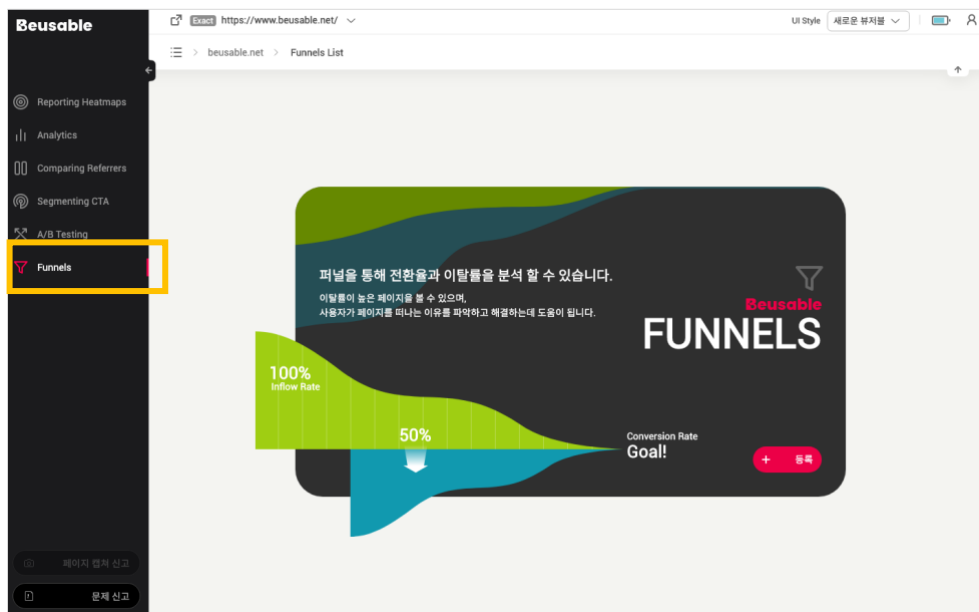 Beusable
Exact https://www.beusable.net/
UI Style 새로운 뷰저블
beusable.net > Funnels List
Reporting Heatmaps
Analytics
Comparing Referrers
Segmenting CTA
A/B Testing
Funnels
퍼널을 통해 전환율과 이탈률을 분석 할 수 있습니다.
이탈률이 높은 페이지을 볼 수 있으며,
사용자가 페이지를 떠나는 이유를 파악하고 해결하는데 도움이 됩니다.
Beusable
FUNNELS
100%
Inflow Rate
50%
Conversion Rate
Goal!
+ 등록
페이지 캡쳐 신고
문제 신고